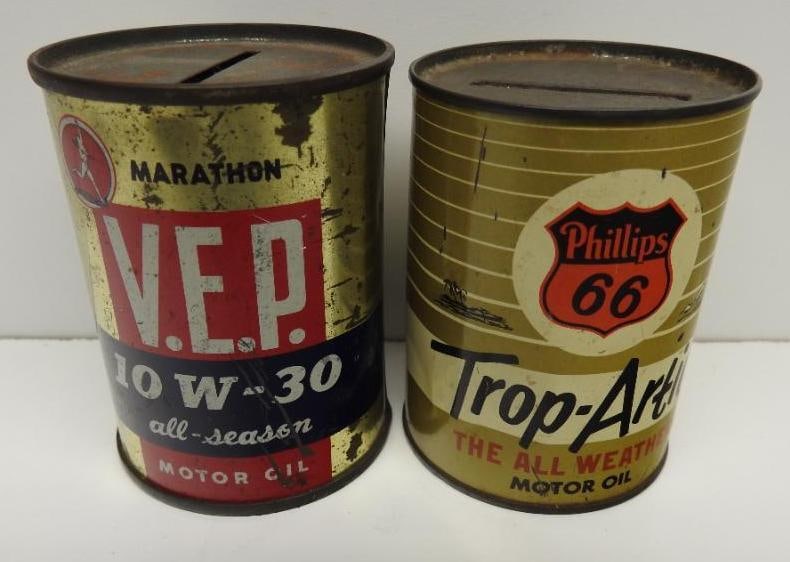 MARATHON
V.E.P.
10 W-30
all-season
MOTOR OIL
Phillips
66
Trop-Arti
THE ALL WEATHE
MOTOR OIL